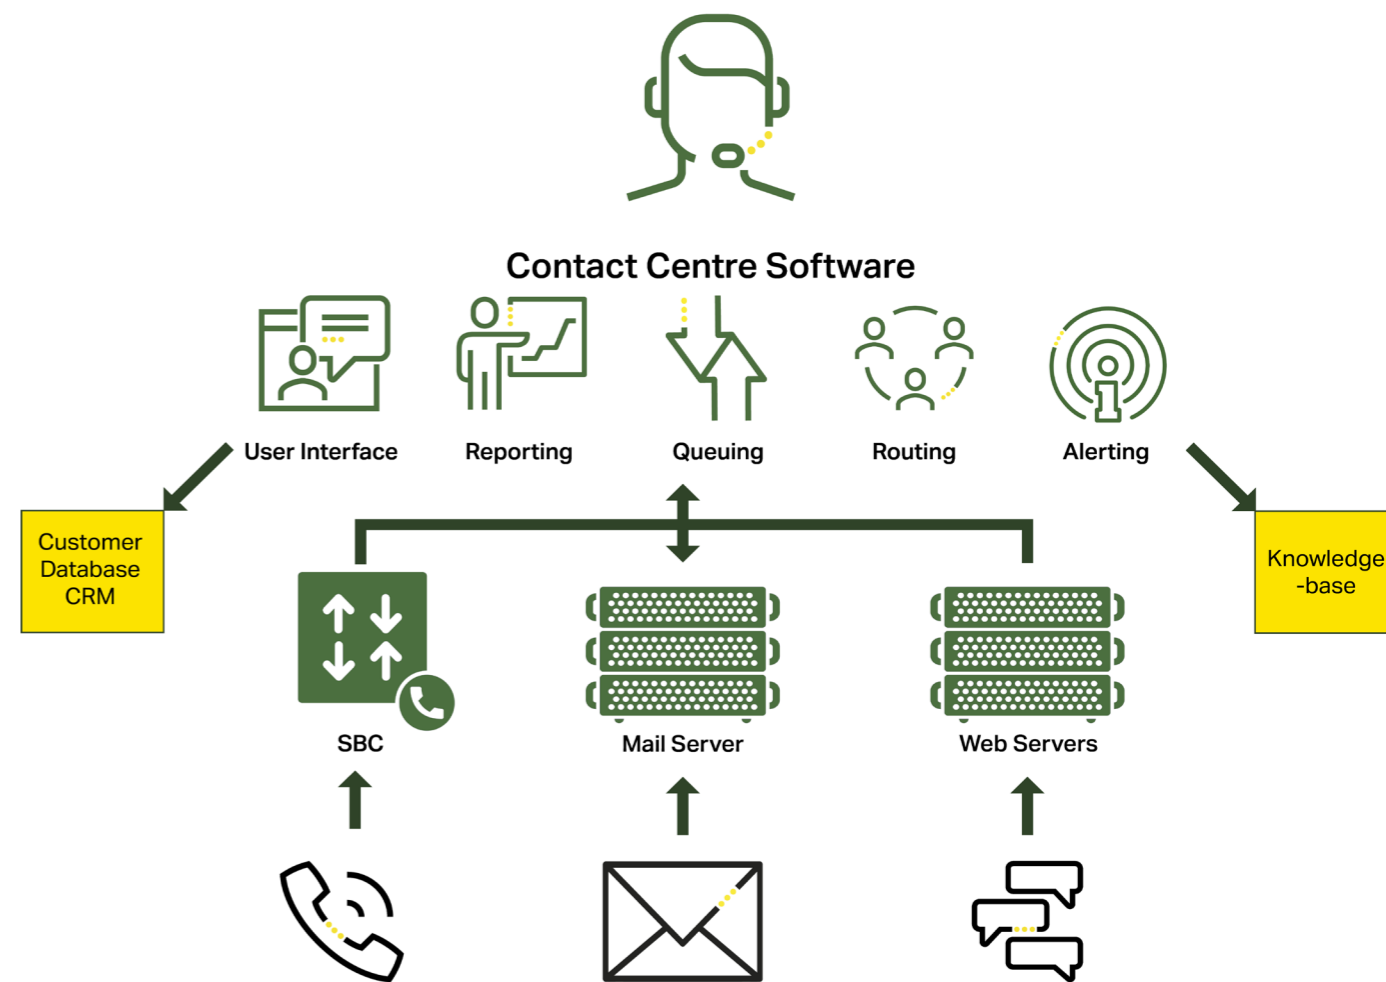 Contact Centre Software
User Interface
Reporting
Queuing
Routing
Alerting
Customer
Database
CRM
Knowledge
-base
SBC
Mail Server
Web Servers